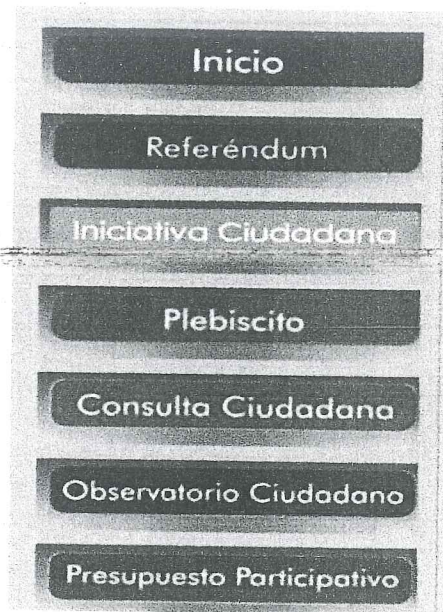 Inicio
Referéndum
Iniciativa Ciudadana
Plebiscito
Consulta Ciudadana
Observatorio Ciudadano
Presupuesto Participativo